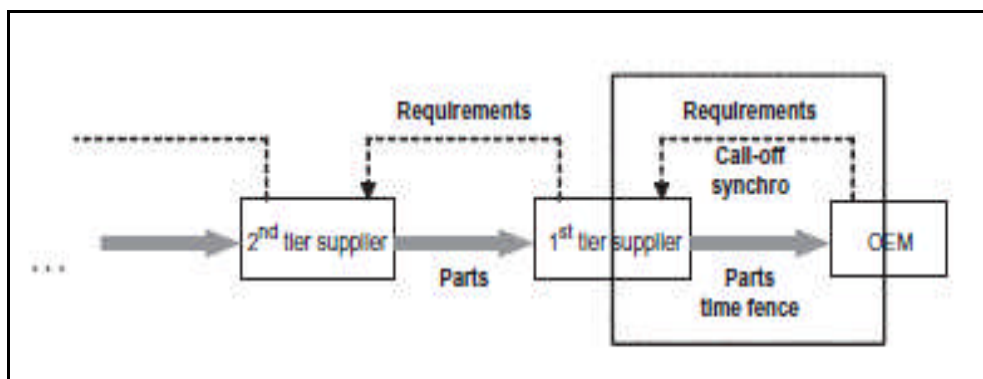 Requirements
Requirements
Call-off
synchro
...
2nd tier supplier
1st tier supplier
OEM
Parts
Parts
time fence